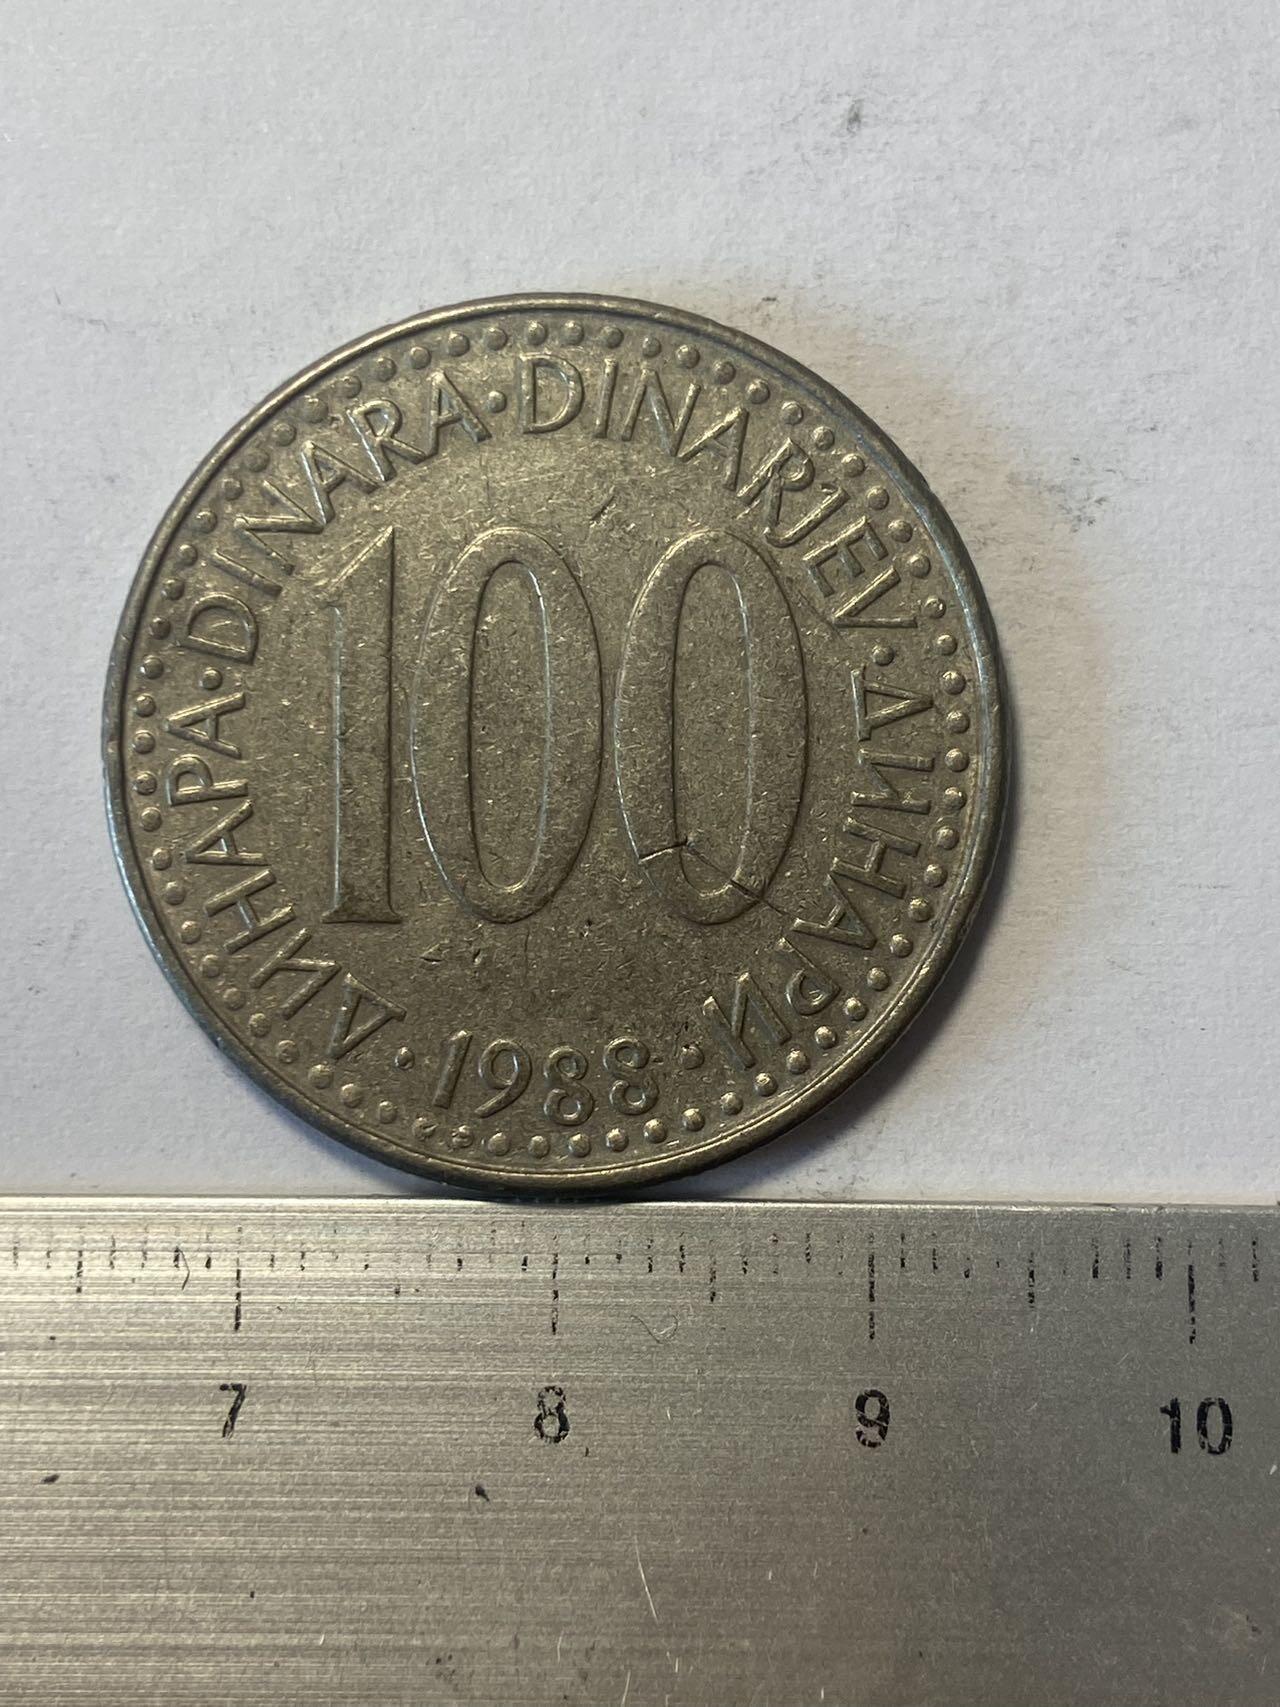 ДИНАРА · DINARA · DINARJEV · ДИНАРИ
100
· 1988 ·
7 8 9 10